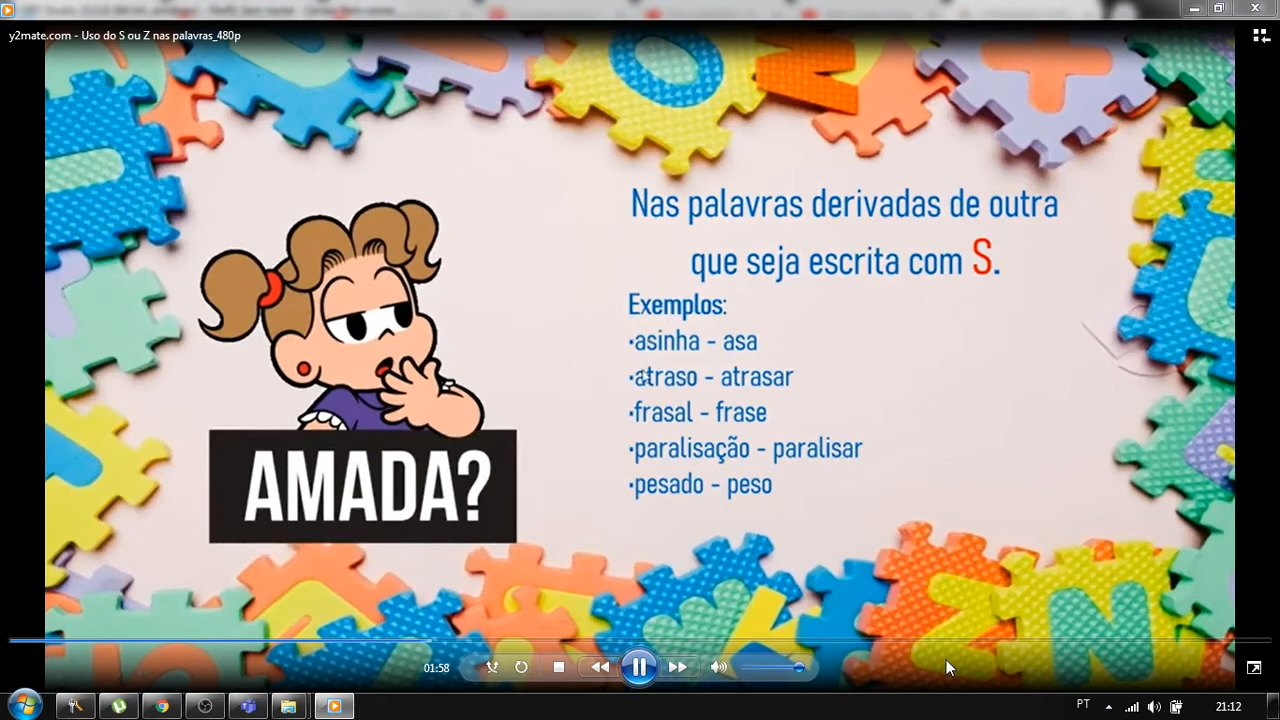 y2mate.com - Uso do S ou Z nas palavras_480p
Nas palavras derivadas de outra
que seja escrita com S.
Exemplos:
•asinha - asa
•atraso - atrasar
•frasal - frase
•paralisação - paralisar
•pesado - peso
AMADA?
01:58
PT
21:12